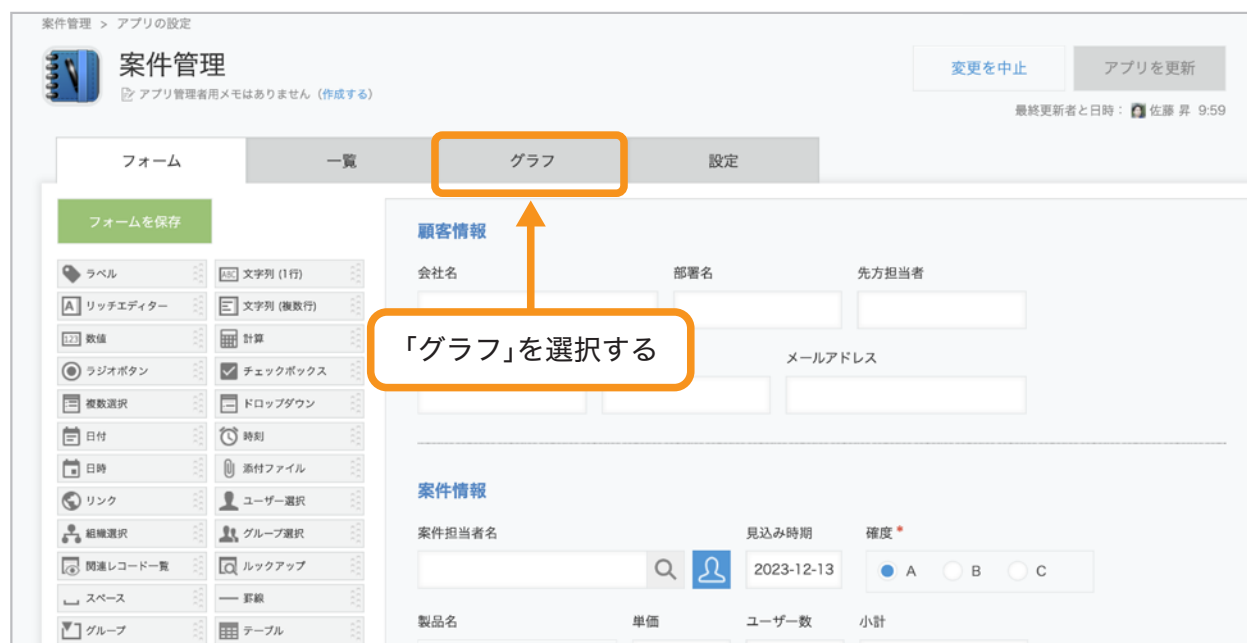 案件管理 > アプリの設定
案件管理
アプリ管理者用メモはありません（作成する）
変更を中止
アプリを更新
最終更新者と日時： 佐藤 昇 9:59
フォーム
一覧
グラフ
設定
フォームを保存
ラベル
文字列 (1行)
リッチエディター
文字列 (複数行)
数値
計算
ラジオボタン
チェックボックス
複数選択
ドロップダウン
日付
時刻
日時
添付ファイル
リンク
ユーザー選択
組織選択
グループ選択
関連レコード一覧
ルックアップ
スペース
罫線
グループ
テーブル
顧客情報
会社名
部署名
先方担当者
「グラフ」を選択する
メールアドレス
案件情報
案件担当者名
見込み時期
確度 *
2023-12-13
A
B
C
製品名
単価
ユーザー数
小計